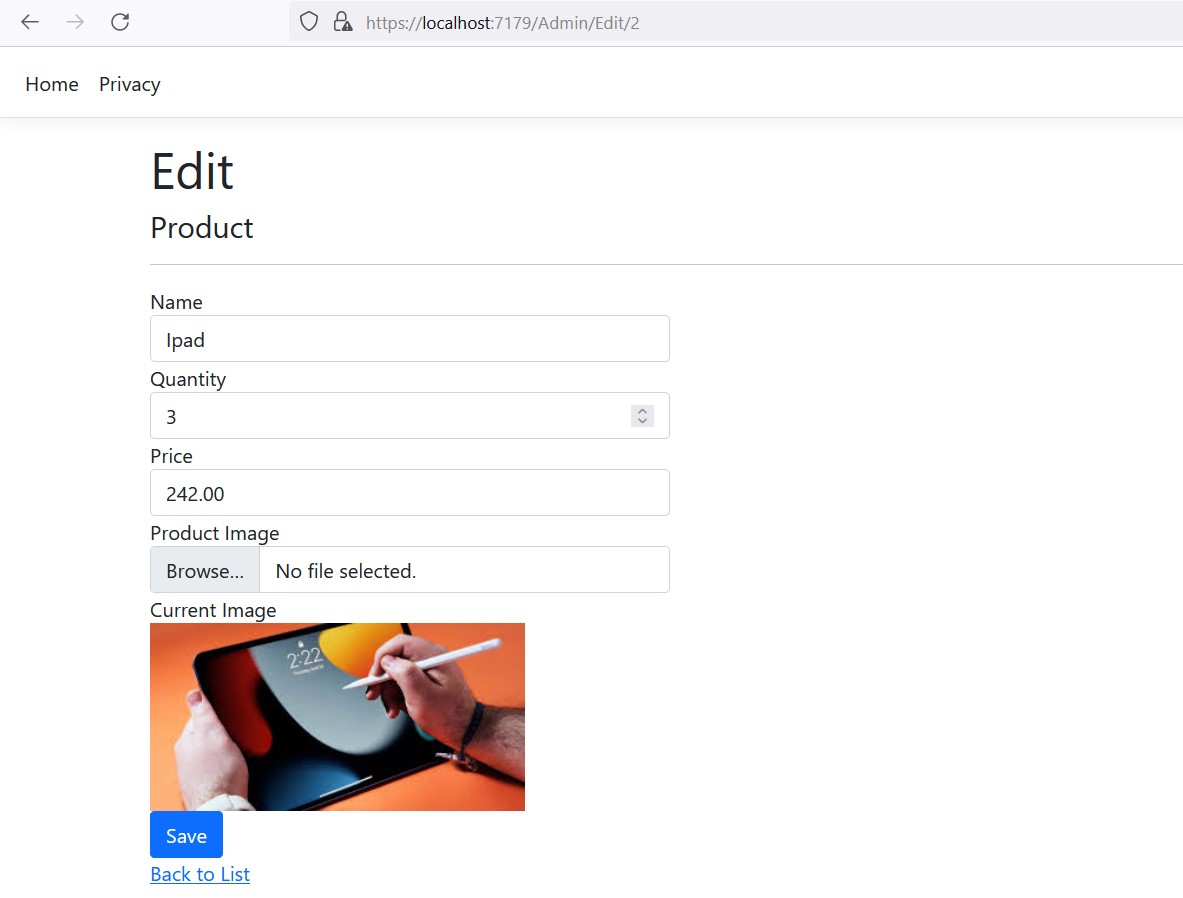 https://localhost:7179/Admin/Edit/2
Home Privacy
Edit
Product
Name
Ipad
Quantity
3
Price
242.00
Product Image
Browse... No file selected.
Current Image
2:22
Save
Back to List